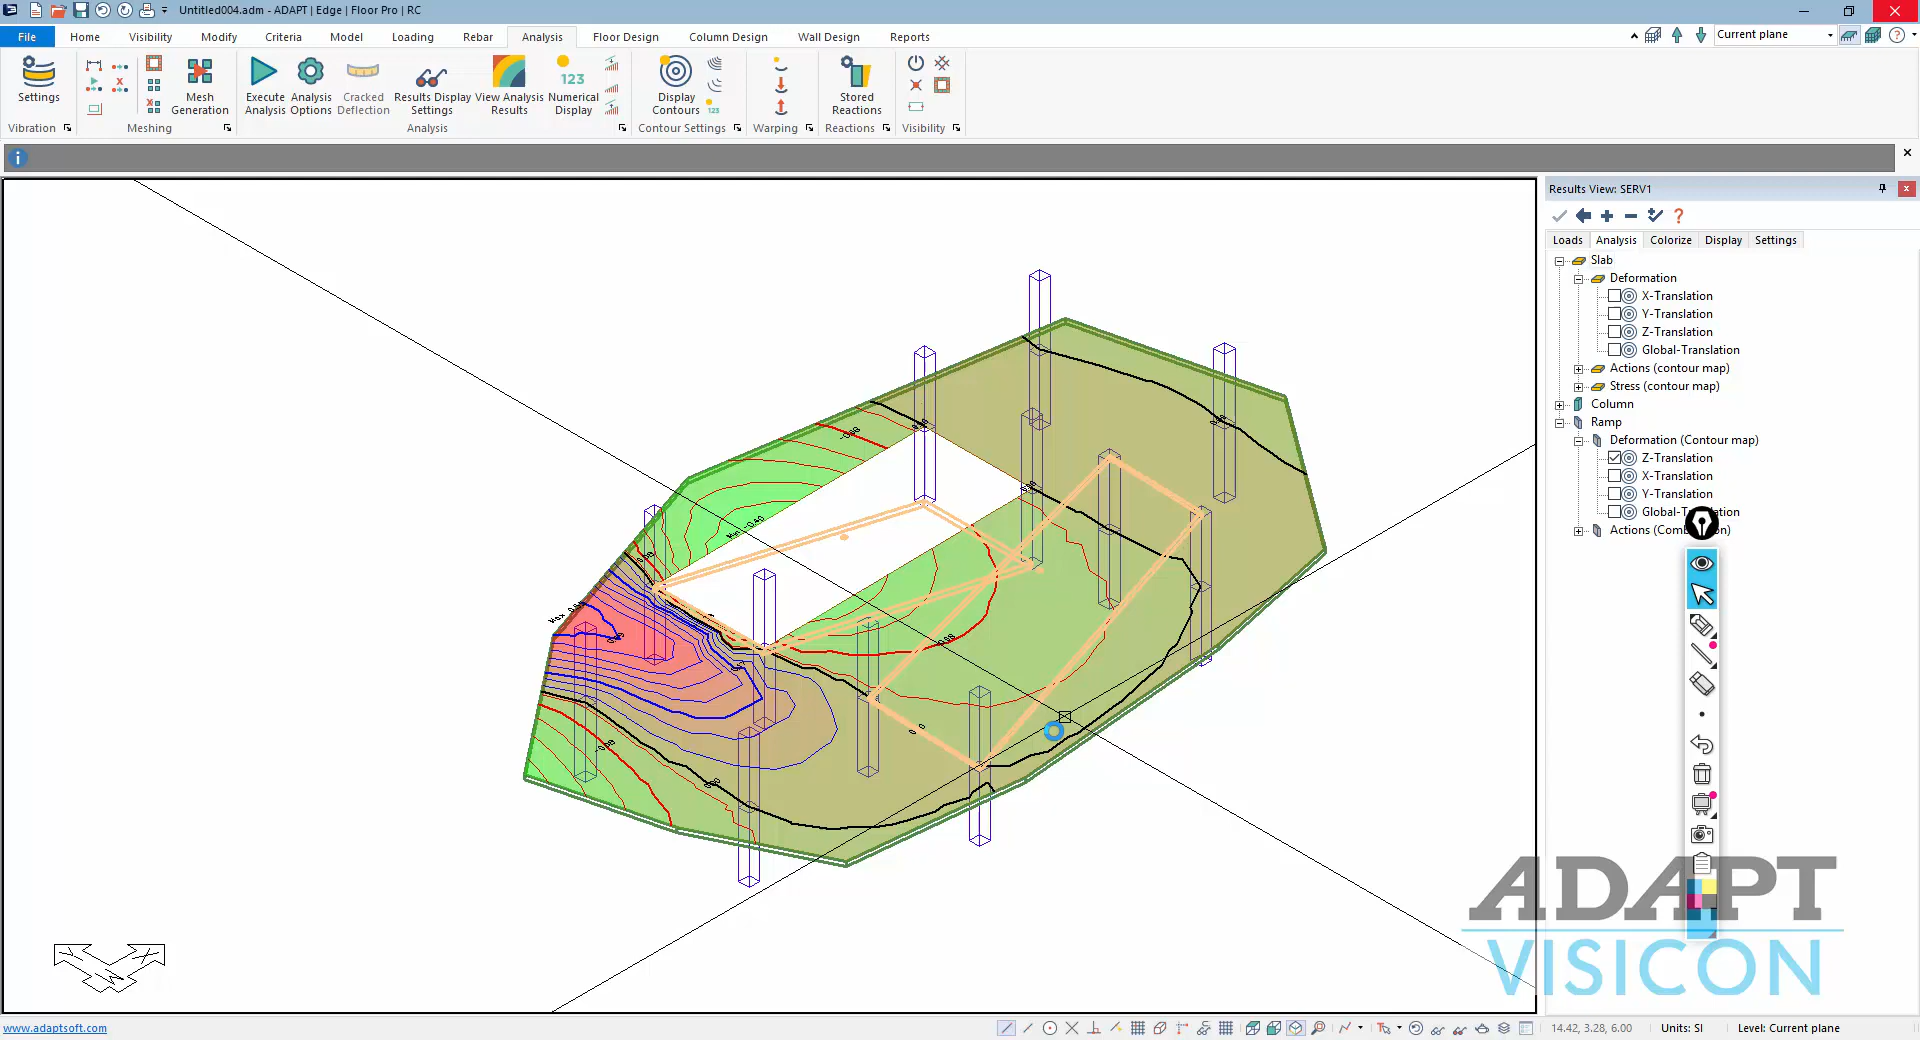 Untitled004.adm - ADAPT | Edge | Floor Pro | RC
File
Home
Visibility
Modify
Criteria
Model
Loading
Rebar
Analysis
Floor Design
Column Design
Wall Design
Reports
Current plane
Settings
Mesh Generation
Execute Analysis
Analysis Options
Cracked Deflection
Results Display Settings
View Analysis Results
123
Numerical Display
Display Contours
123
Stored Reactions
Vibration
Meshing
Analysis
Contour Settings
Warping
Reactions
Visibility
Results View: SERV1
Loads
Analysis
Colorize
Display
Settings
Slab
Deformation
X-Translation
Y-Translation
Z-Translation
Global-Translation
Actions (contour map)
Stress (contour map)
Column
Ramp
Deformation (Contour map)
Z-Translation
X-Translation
Y-Translation
Global-Translation
ADAPT
VISICON
www.adaptsoft.com
14.42, 3.28, 6.00
Units: SI
Level: Current plane